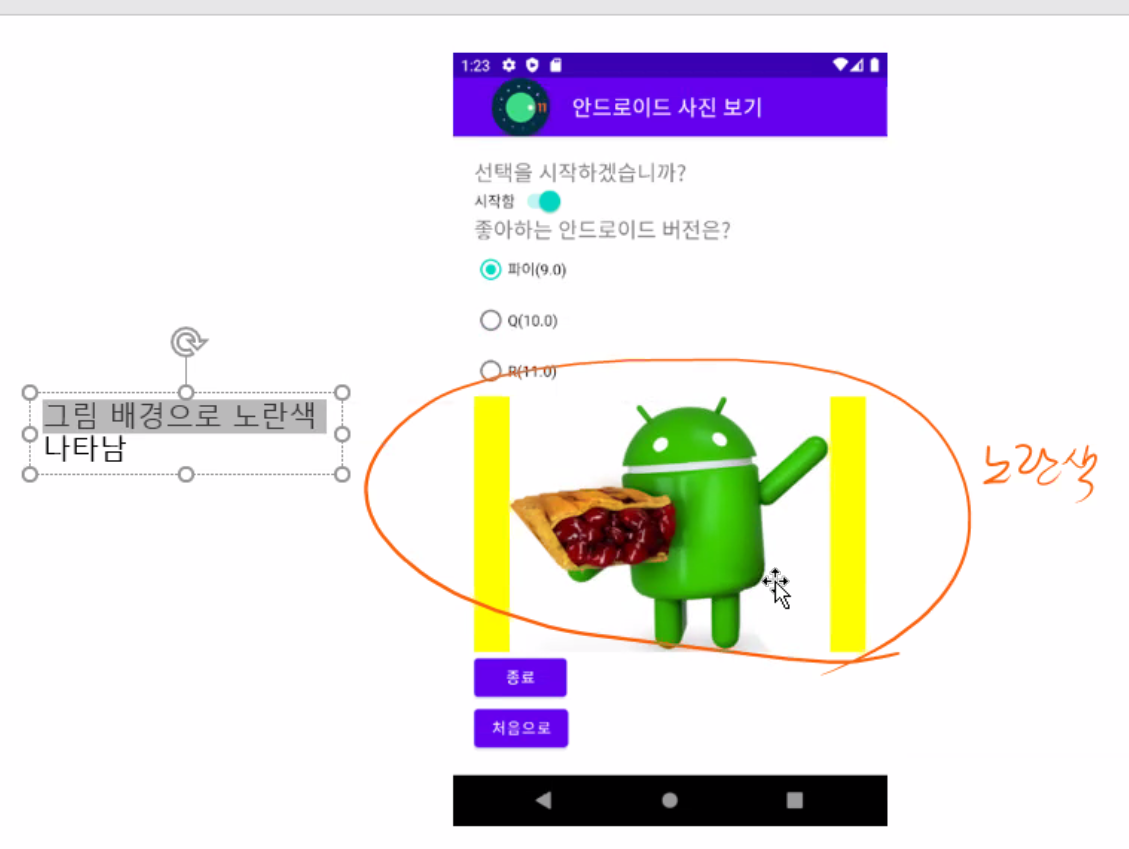 1:23
11
안드로이드 사진 보기
선택을 시작하겠습니까?
시작함
좋아하는 안드로이드 버전은?
파이(9.0)
Q(10.0)
R(11.0)
그림 배경으로 노란색
나타남
노란색
종료
처음으로